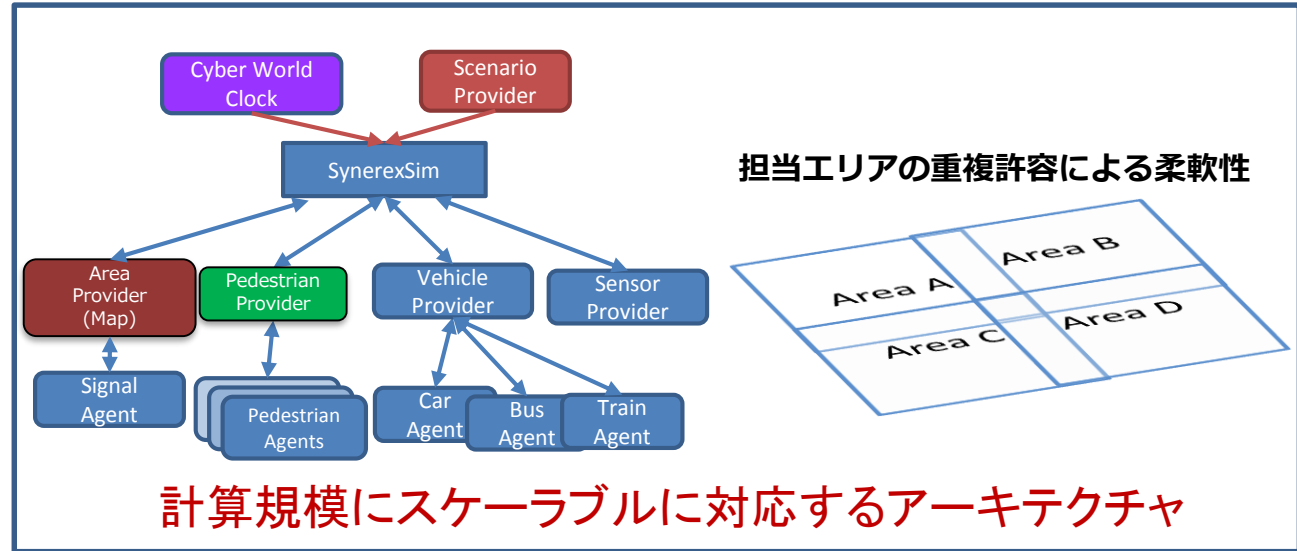 Cyber World
Clock
Scenario
Provider
SynerexSim
担当エリアの重複許容による柔軟性
Area
Provider
(Map)
Pedestrian
Provider
Vehicle
Provider
Sensor
Provider
Area A
Area B
Area C
Area D
Signal
Agent
Pedestrian
Agents
Car
Agent
Bus
Agent
Train
Agent
計算規模にスケーラブルに対応するアーキテクチャ